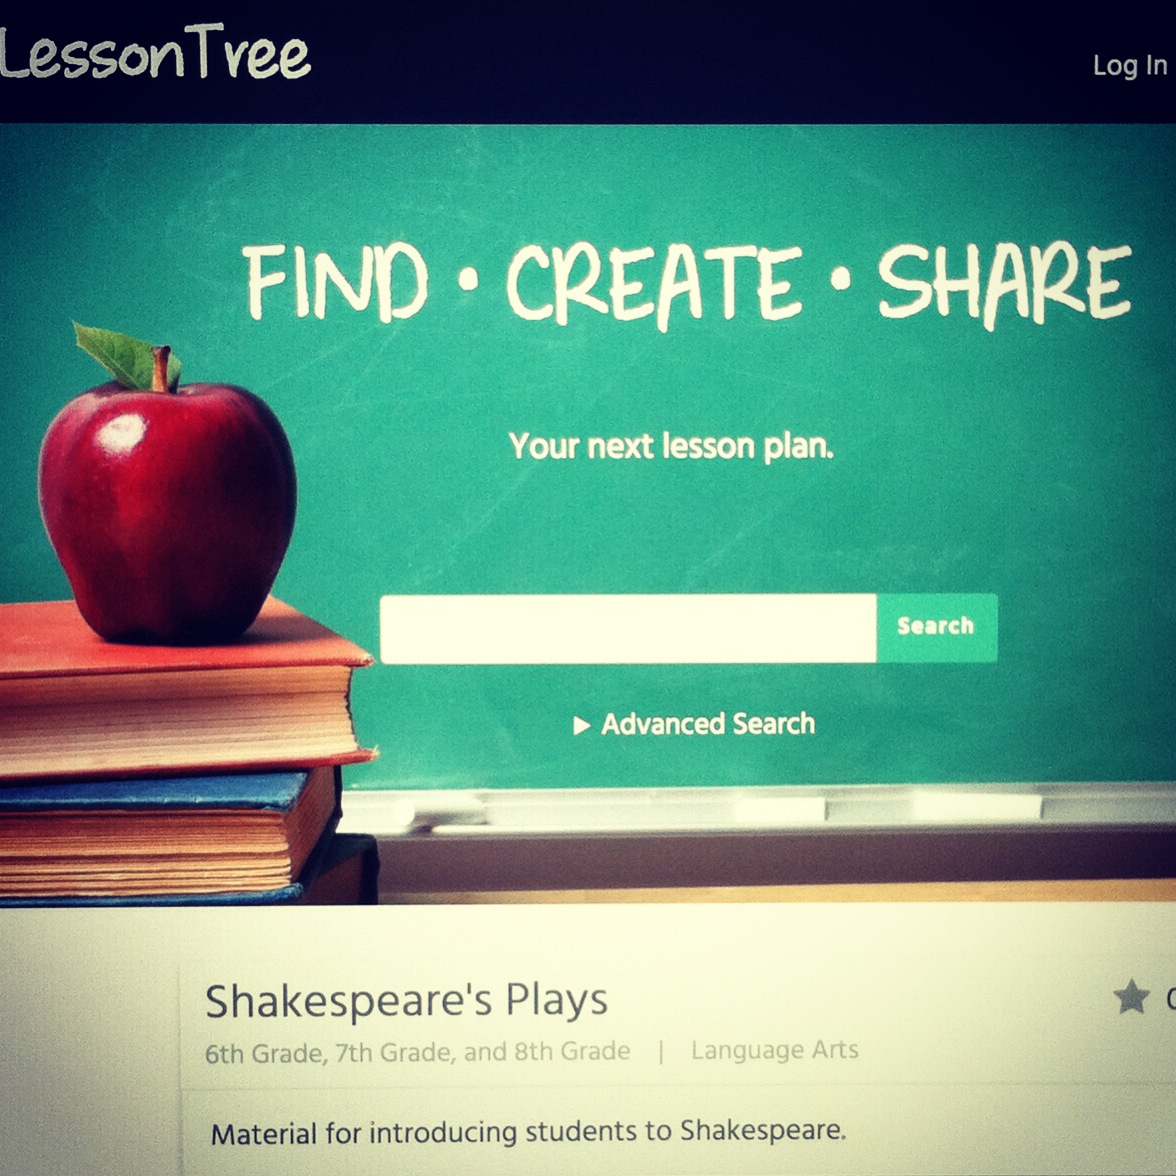 LessonTree
Log In
FIND • CREATE • SHARE
Your next lesson plan.
Search
▶ Advanced Search
Shakespeare's Plays
6th Grade, 7th Grade, and 8th Grade | Language Arts
Material for introducing students to Shakespeare.